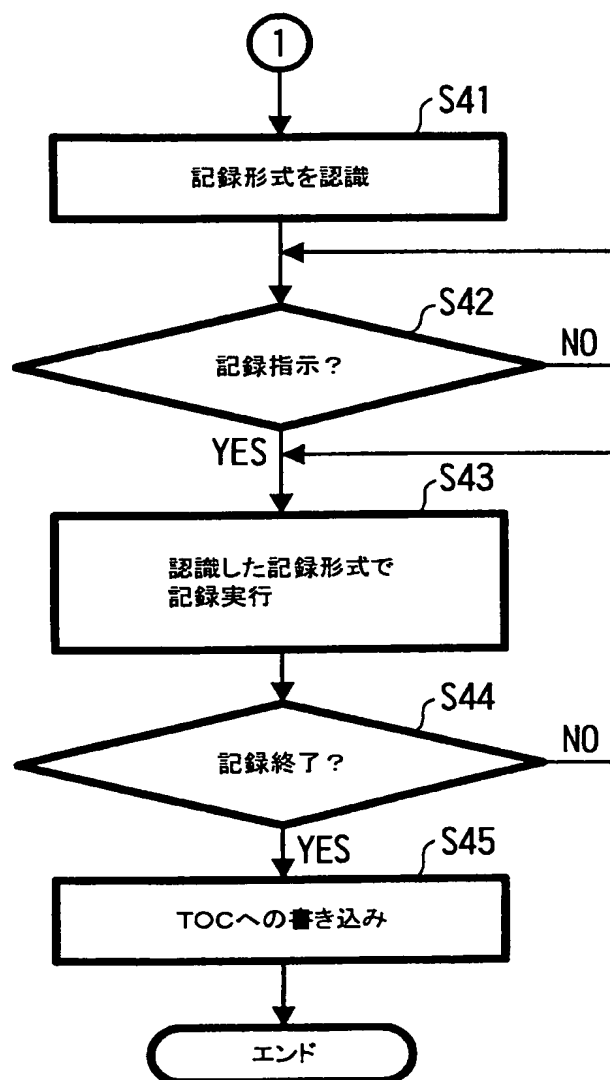 1
S41
記録形式を認識
S42
記録指示？
NO
YES
S43
認識した記録形式で
記録実行
S44
記録終了？
NO
YES
S45
TOCへの書き込み
エンド